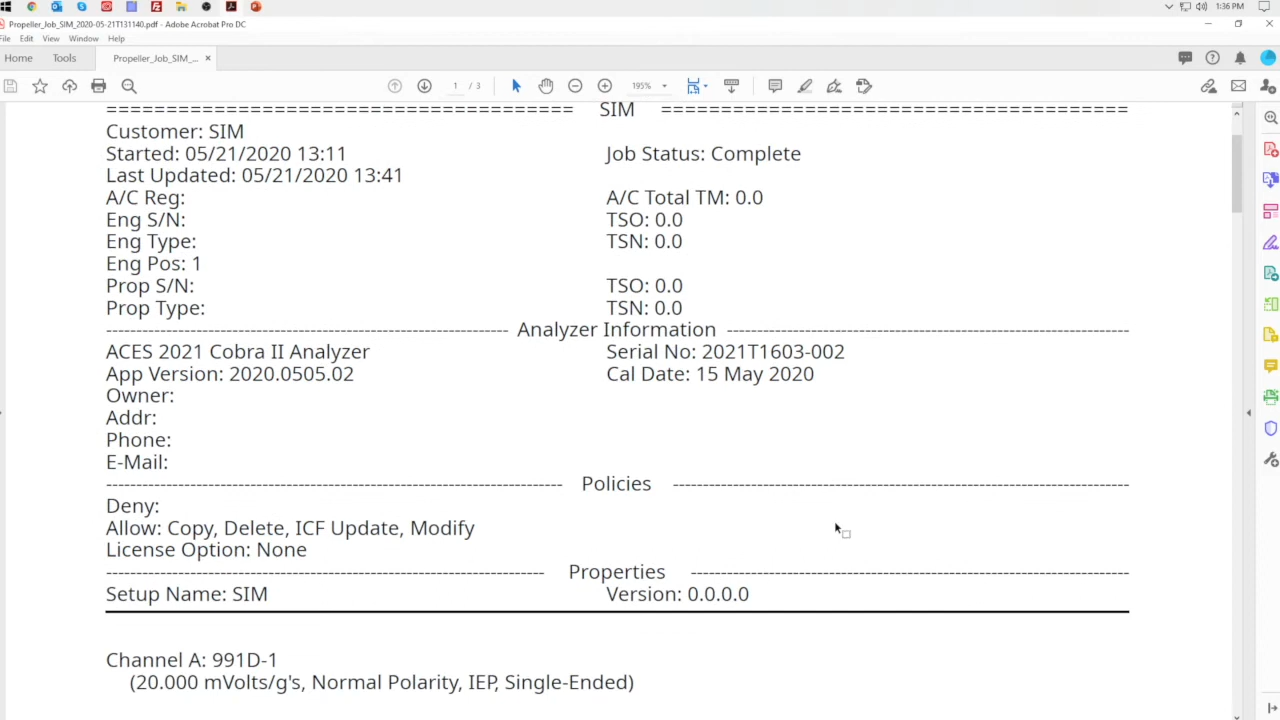 1:36 PM
Propeller_Job_SIM_2020-05-21T131140.pdf - Adobe Acrobat Pro DC
File Edit View Window Help
Home Tools Propeller_Job_SIM_... ×
1 / 3 195%
====================================== SIM ======================================
Customer: SIM
Started: 05/21/2020 13:11 Job Status: Complete
Last Updated: 05/21/2020 13:41
A/C Reg: A/C Total TM: 0.0
Eng S/N: TSO: 0.0
Eng Type: TSN: 0.0
Eng Pos: 1
Prop S/N: TSO: 0.0
Prop Type: TSN: 0.0
Analyzer Information
ACES 2021 Cobra II Analyzer Serial No: 2021T1603-002
App Version: 2020.0505.02 Cal Date: 15 May 2020
Owner:
Addr:
Phone:
E-Mail:
Policies
Deny:
Allow: Copy, Delete, ICF Update, Modify
License Option: None
Properties
Setup Name: SIM Version: 0.0.0.0
Channel A: 991D-1
(20.000 mVolts/g's, Normal Polarity, IEP, Single-Ended)